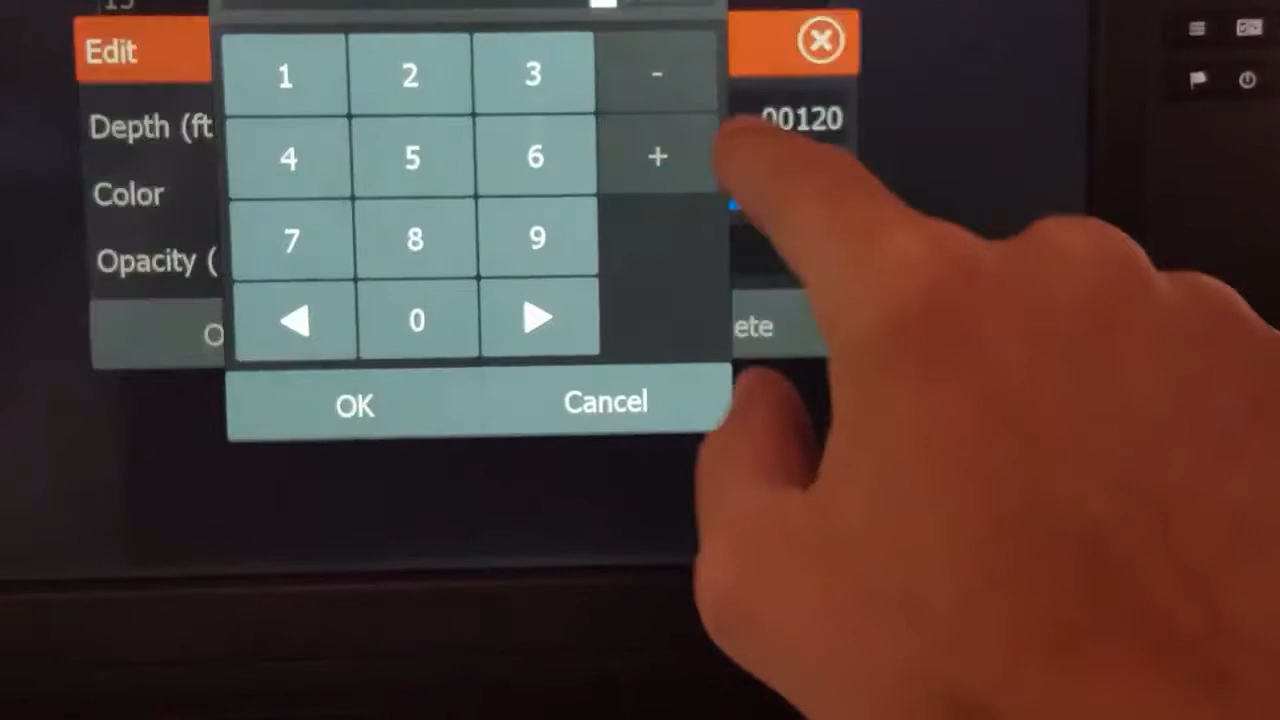 Edit
1 2 3 -
Depth (ft
00120
4 5 6 +
Color
7 8 9
Opacity (
0
ete
OK Cancel